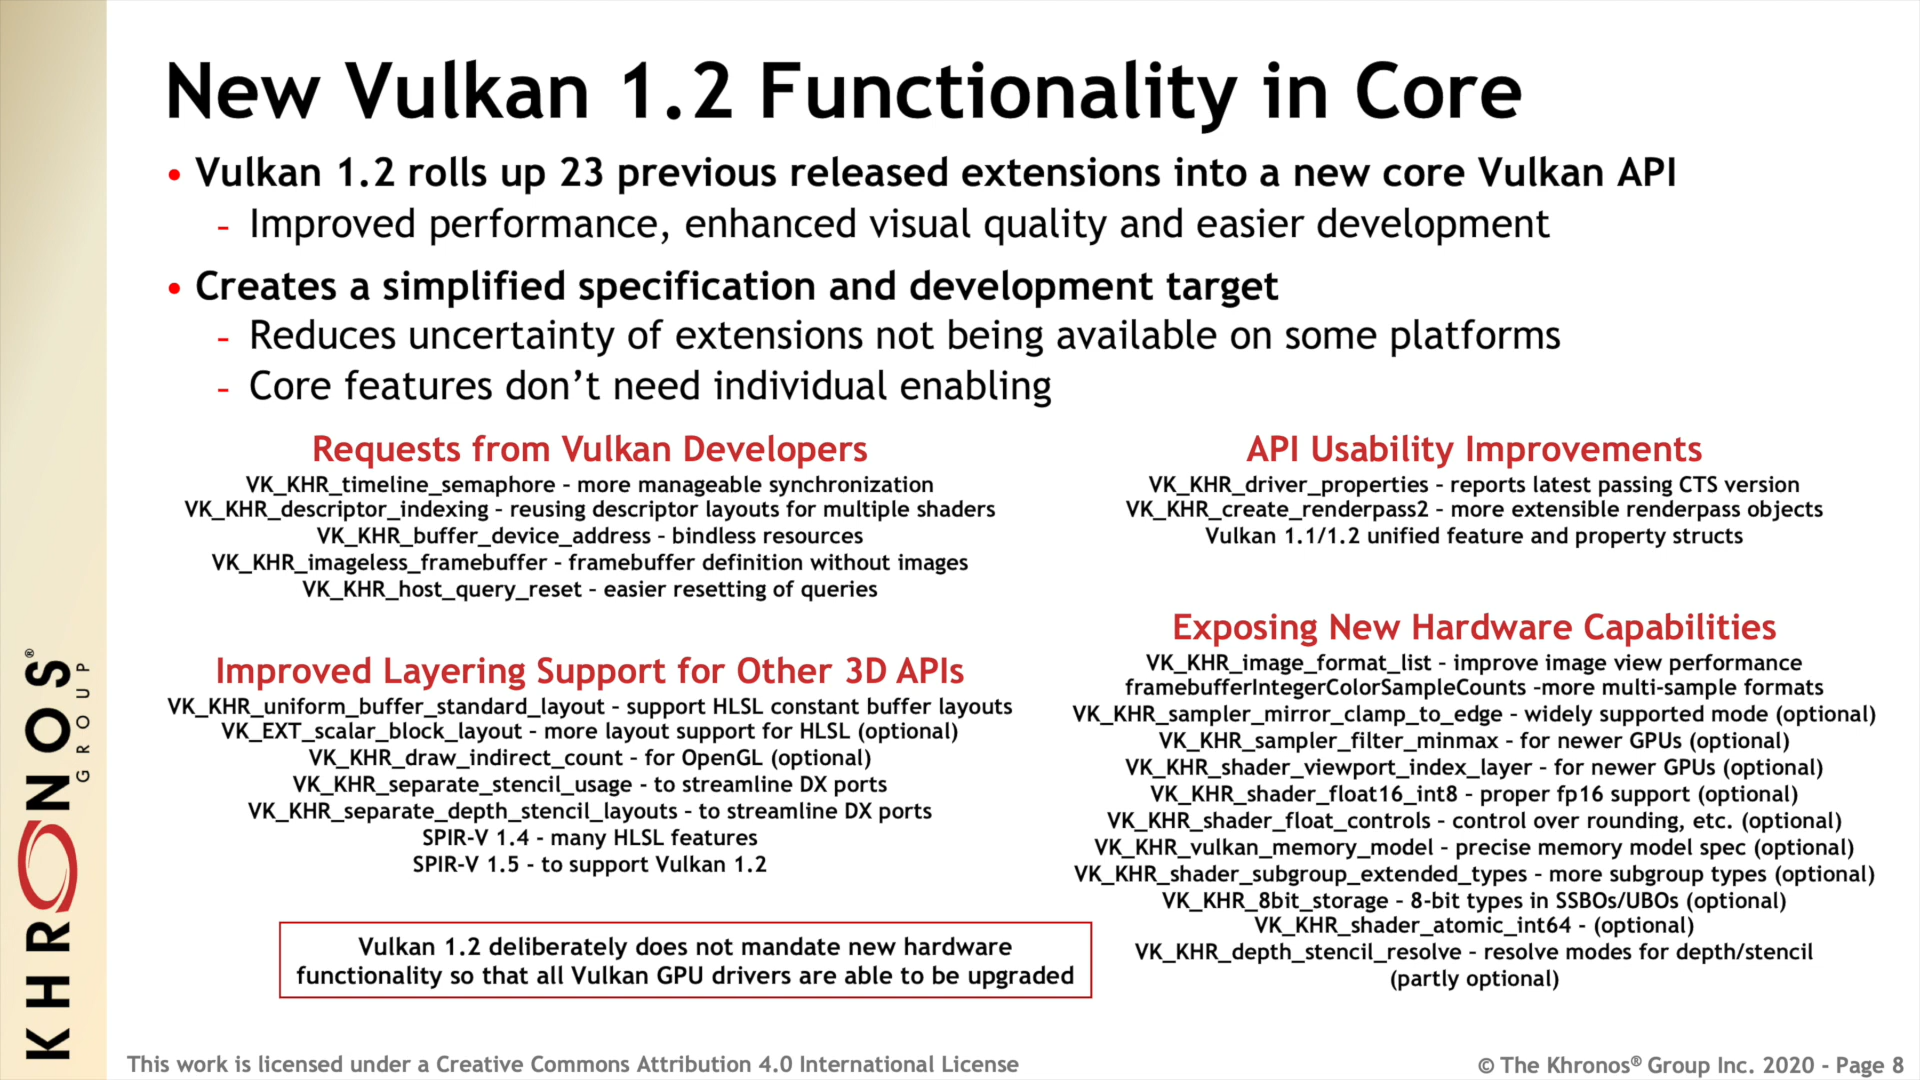 New Vulkan 1.2 Functionality in Core
• Vulkan 1.2 rolls up 23 previous released extensions into a new core Vulkan API
– Improved performance, enhanced visual quality and easier development
• Creates a simplified specification and development target
– Reduces uncertainty of extensions not being available on some platforms
– Core features don’t need individual enabling
Requests from Vulkan Developers
VK_KHR_timeline_semaphore – more manageable synchronization
VK_KHR_descriptor_indexing – reusing descriptor layouts for multiple shaders
VK_KHR_buffer_device_address – bindless resources
VK_KHR_imageless_framebuffer – framebuffer definition without images
VK_KHR_host_query_reset – easier resetting of queries
Improved Layering Support for Other 3D APIs
VK_KHR_uniform_buffer_standard_layout – support HLSL constant buffer layouts
VK_EXT_scalar_block_layout – more layout support for HLSL (optional)
VK_KHR_draw_indirect_count – for OpenGL (optional)
VK_KHR_separate_stencil_usage - to streamline DX ports
VK_KHR_separate_depth_stencil_layouts - to streamline DX ports
SPIR-V 1.4 - many HLSL features
SPIR-V 1.5 - to support Vulkan 1.2
Vulkan 1.2 deliberately does not mandate new hardware
functionality so that all Vulkan GPU drivers are able to be upgraded
API Usability Improvements
VK_KHR_driver_properties – reports latest passing CTS version
VK_KHR_create_renderpass2 – more extensible renderpass objects
Vulkan 1.1/1.2 unified feature and property structs
Exposing New Hardware Capabilities
VK_KHR_image_format_list – improve image view performance
framebufferIntegerColorSampleCounts –more multi-sample formats
VK_KHR_sampler_mirror_clamp_to_edge – widely supported mode (optional)
VK_KHR_sampler_filter_minmax – for newer GPUs (optional)
VK_KHR_shader_viewport_index_layer – for newer GPUs (optional)
VK_KHR_shader_float16_int8 – proper fp16 support (optional)
VK_KHR_shader_float_controls – control over rounding, etc. (optional)
VK_KHR_vulkan_memory_model – precise memory model spec (optional)
VK_KHR_shader_subgroup_extended_types – more subgroup types (optional)
VK_KHR_8bit_storage – 8-bit types in SSBOs/UBOs (optional)
VK_KHR_shader_atomic_int64 - (optional)
VK_KHR_depth_stencil_resolve – resolve modes for depth/stencil
(partly optional)
KHRONOS®
GROUP
This work is licensed under a Creative Commons Attribution 4.0 International License
© The Khronos® Group Inc. 2020 - Page 8